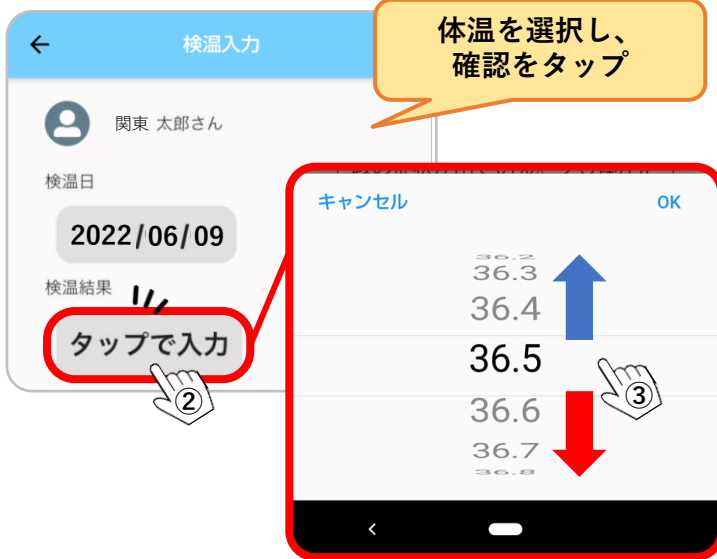 検温入力
体温を選択し、
確認をタップ
関東 太郎さん
検温日
2022/06/09
検温結果
タップで入力
②
キャンセル
OK
36.2
36.3
36.4
36.5
36.6
36.7
36.8
③